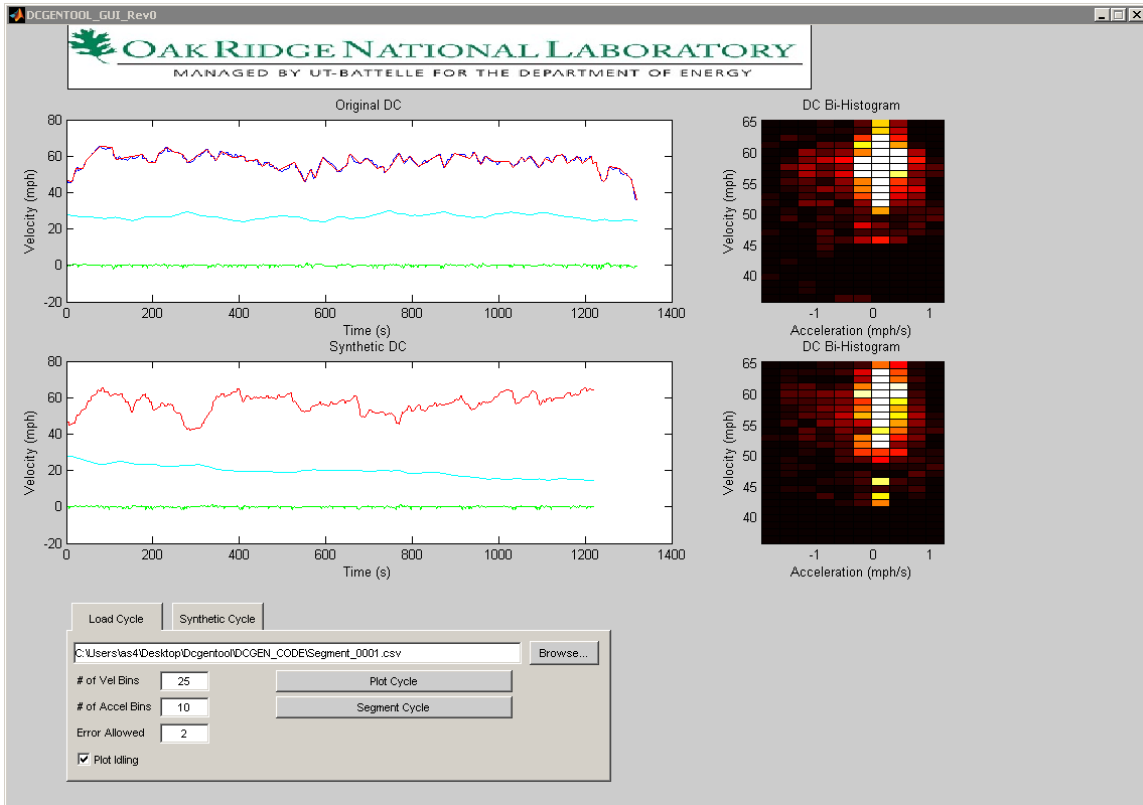 DCGENTOOL_GUI_Rev0
OAK RIDGE NATIONAL LABORATORY
MANAGED BY UT-BATTELLE FOR THE DEPARTMENT OF ENERGY
Original DC
80
60
40
20
0
-20
Velocity (mph)
0 200 400 600 800 1000 1200 1400
Time (s)
DC Bi-Histogram
65
60
55
50
45
40
Velocity (mph)
-1 0 1
Acceleration (mph/s)
Synthetic DC
80
60
40
20
0
-20
Velocity (mph)
0 200 400 600 800 1000 1200 1400
Time (s)
DC Bi-Histogram
65
60
55
50
45
40
Velocity (mph)
-1 0 1
Acceleration (mph/s)
Load Cycle Synthetic Cycle
C:\Users\as4\Desktop\Dcgentool\DCGEN_CODE\Segment_0001.csv Browse...
# of Vel Bins 25 Plot Cycle
# of Accel Bins 10 Segment Cycle
Error Allowed 2
Plot Idling